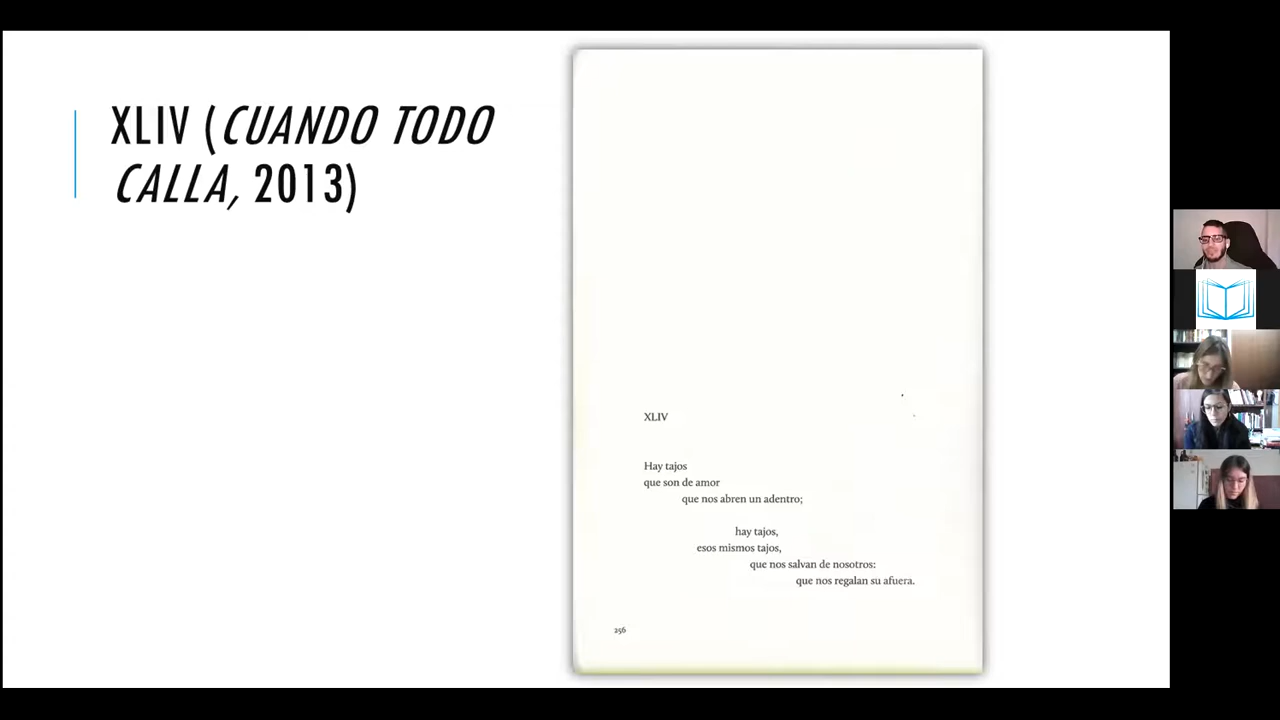 XLIV (CUANDO TODO
CALLA, 2013)
XLIV
Hay tajos
que son de amor
que nos abren un adentro;
hay tajos,
esos mismos tajos,
que nos salvan de nosotros:
que nos regalan su afuera.
256